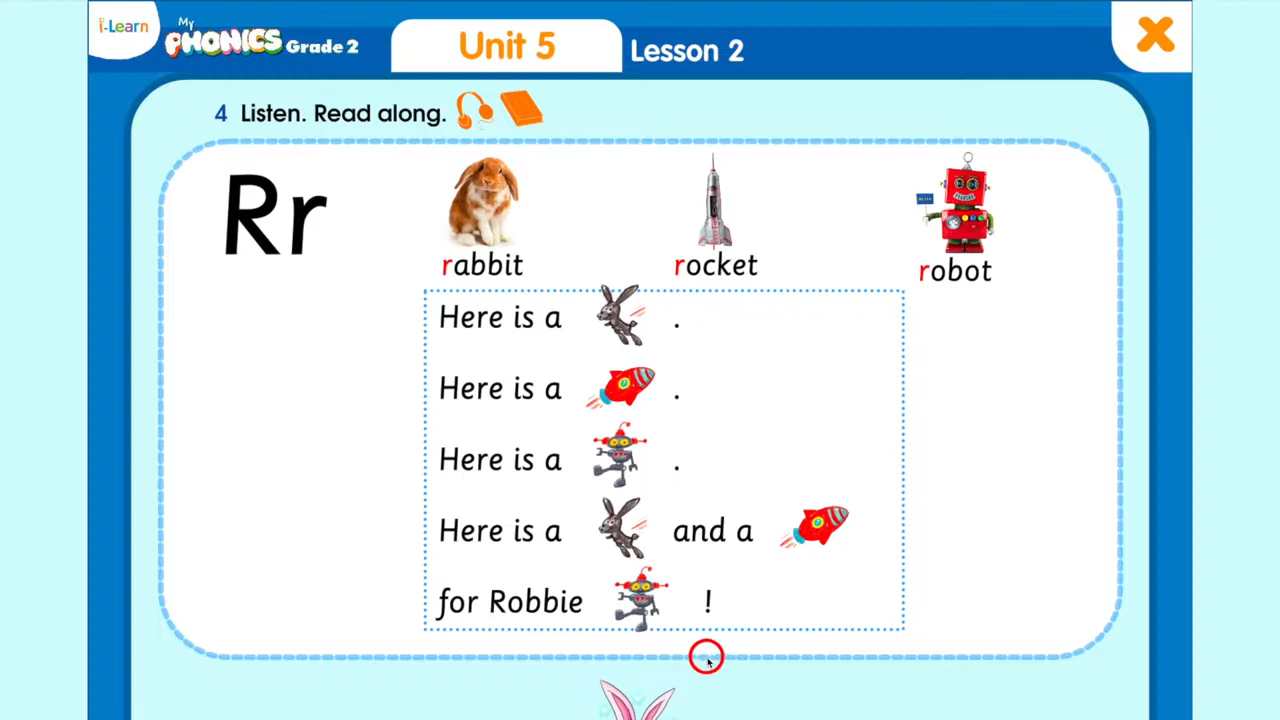 i-Learn
My
PHONICS Grade 2
Unit 5
Lesson 2
4 Listen. Read along.
Rr
rabbit
rocket
robot
Here is a .
Here is a .
Here is a .
Here is a and a
for Robbie !